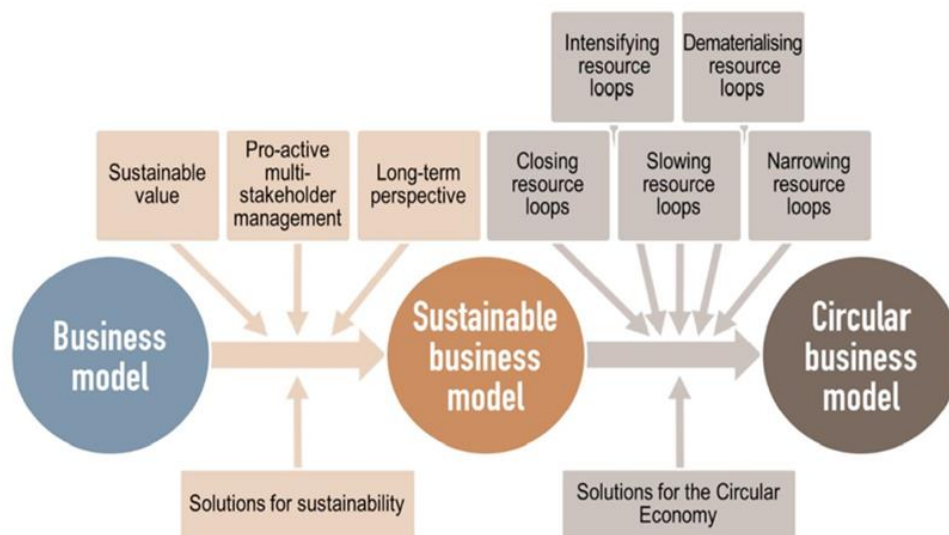 Intensifying
resource
loops
Dematerialising
resource
loops
Sustainable
value
Pro-active
multi-
stakeholder
management
Long-term
perspective
Closing
resource
loops
Slowing
resource
loops
Narrowing
resource
loops
Business
model
Sustainable
business
model
Circular
business
model
Solutions for sustainability
Solutions for the Circular
Economy